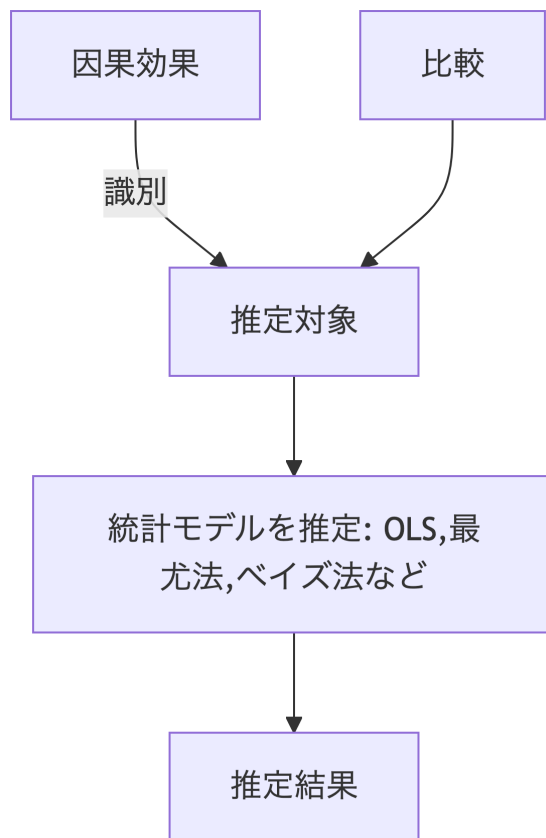 因果効果
比較
識別
推定対象
統計モデルを推定: OLS,最
尤法,ベイズ法など
推定結果